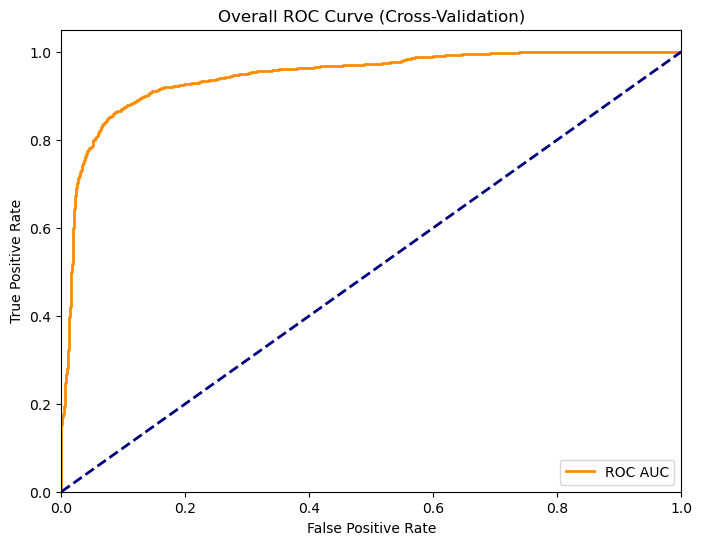 Overall ROC Curve (Cross-Validation)
True Positive Rate
1.0
0.8
0.6
0.4
0.2
0.0
0.0 0.2 0.4 0.6 0.8 1.0
False Positive Rate
ROC AUC